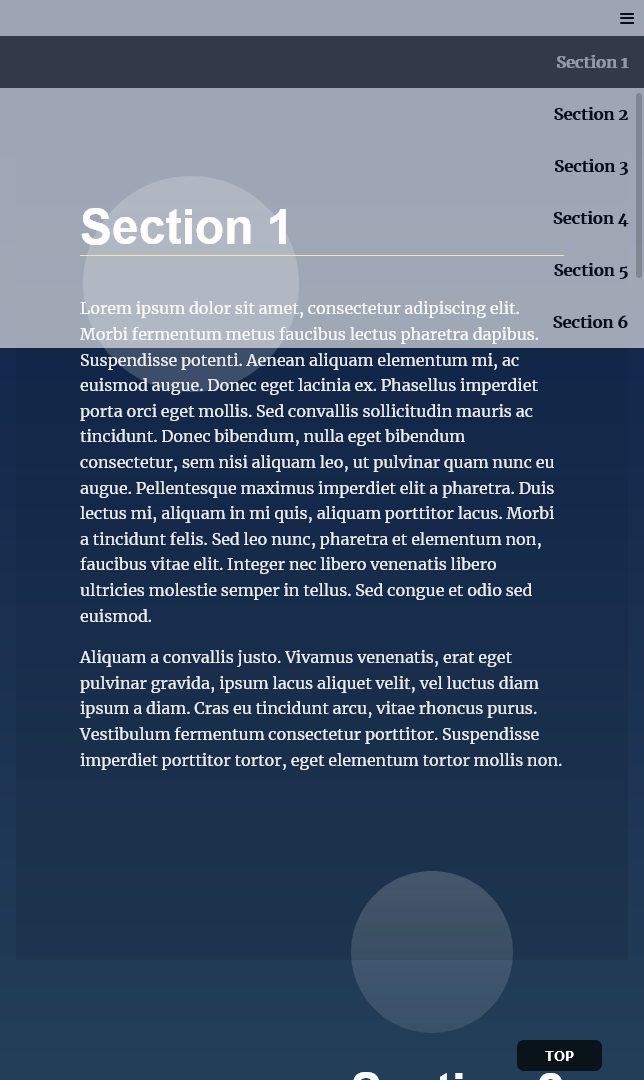 Section 1
Section 2
Section 3
Section 4
Section 5
Section 6
Section 1
Lorem ipsum dolor sit amet, consectetur adipiscing elit.
Morbi fermentum metus faucibus lectus pharetra dapibus.
Suspendisse potenti. Aenean aliquam elementum mi, ac
euismod augue. Donec eget lacinia ex. Phasellus imperdiet
porta orci eget mollis. Sed convallis sollicitudin mauris ac
tincidunt. Donec bibendum, nulla eget bibendum
consectetur, sem nisi aliquam leo, ut pulvinar quam nunc eu
augue. Pellentesque maximus imperdiet elit a pharetra. Duis
lectus mi, aliquam in mi quis, aliquam porttitor lacus. Morbi
a tincidunt felis. Sed leo nunc, pharetra et elementum non,
faucibus vitae elit. Integer nec libero venenatis libero
ultricies molestie semper in tellus. Sed congue et odio sed
euismod.
Aliquam a convallis justo. Vivamus venenatis, erat eget
pulvinar gravida, ipsum lacus aliquet velit, vel luctus diam
ipsum a diam. Cras eu tincidunt arcu, vitae rhoncus purus.
Vestibulum fermentum consectetur porttitor. Suspendisse
imperdiet porttitor tortor, eget elementum tortor mollis non.
TOP